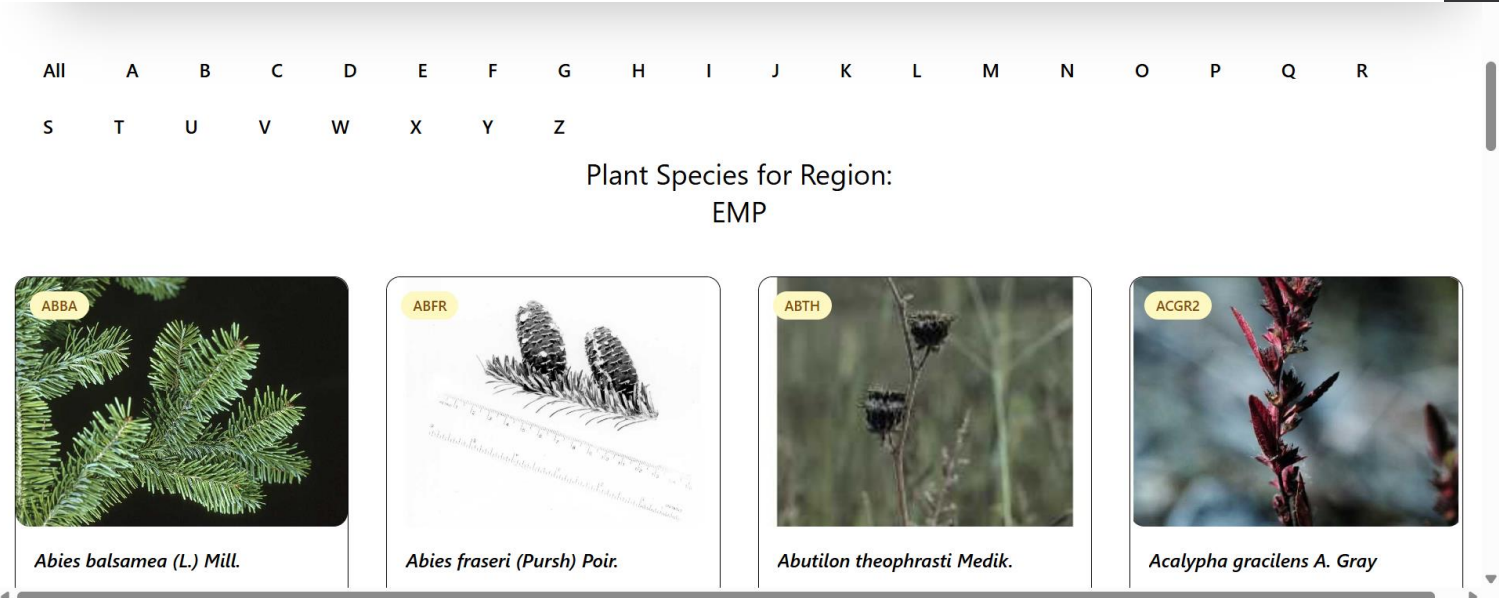 All A B C D E F G H I J K L M N O P Q R
S T U V W X Y Z
Plant Species for Region:
EMP
ABBA
ABFR
ABTH
ACGR2
Abies balsamea (L.) Mill.
Abies fraseri (Pursh) Poir.
Abutilon theophrasti Medik.
Acalypha gracilens A. Gray